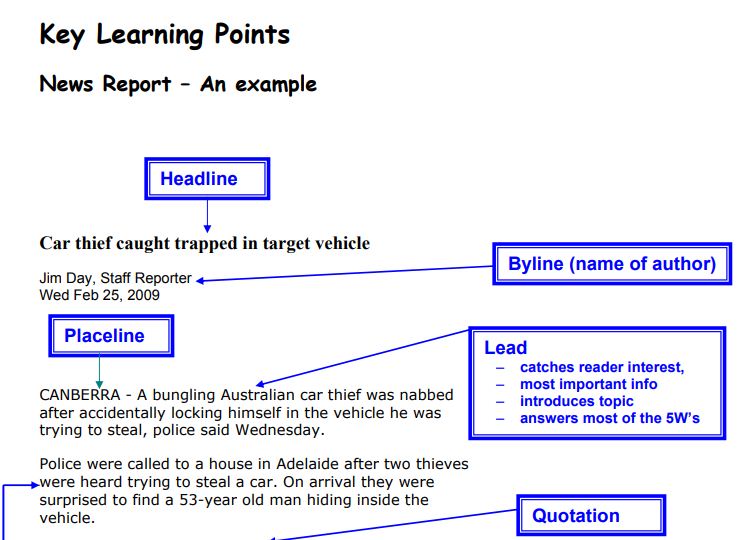 Key Learning Points
News Report – An example
Headline
Car thief caught trapped in target vehicle
Byline (name of author)
Jim Day, Staff Reporter
Wed Feb 25, 2009
Placeline
Lead
– catches reader interest,
– most important info
– introduces topic
– answers most of the 5W’s
CANBERRA - A bungling Australian car thief was nabbed
after accidentally locking himself in the vehicle he was
trying to steal, police said Wednesday.
Police were called to a house in Adelaide after two thieves
were heard trying to steal a car. On arrival they were
surprised to find a 53-year old man hiding inside the
vehicle.
Quotation